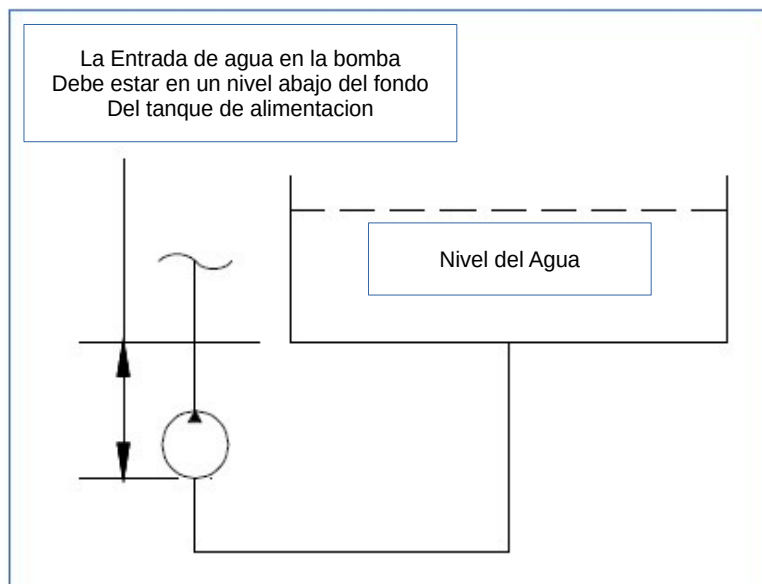 La Entrada de agua en la bomba
Debe estar en un nivel abajo del fondo
Del tanque de alimentacion
Nivel del Agua